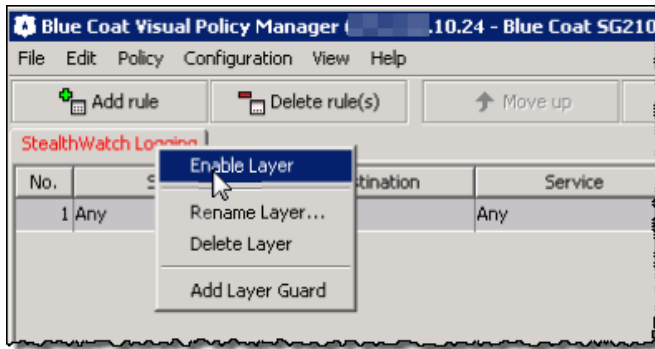 Blue Coat Visual Policy Manager ( .10.24 - Blue Coat SG210
File Edit Policy Configuration View Help
Add rule Delete rule(s) Move up
StealthWatch Logging
No. S tination Service
1 Any Any
Enable Layer
Rename Layer...
Delete Layer
Add Layer Guard